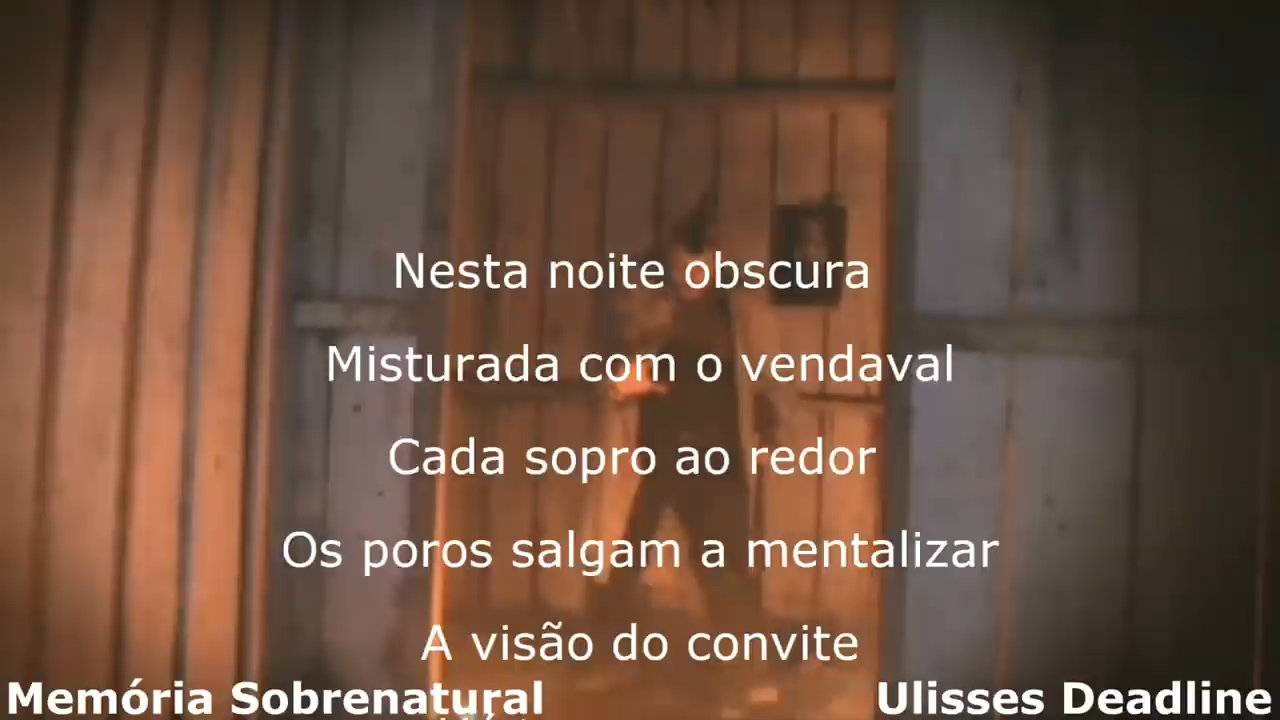 Nesta noite obscura
Misturada com o vendaval
Cada sopro ao redor
Os poros salgam a mentalizar
A visão do convite
Memória Sobrenatural
Ulisses Deadline